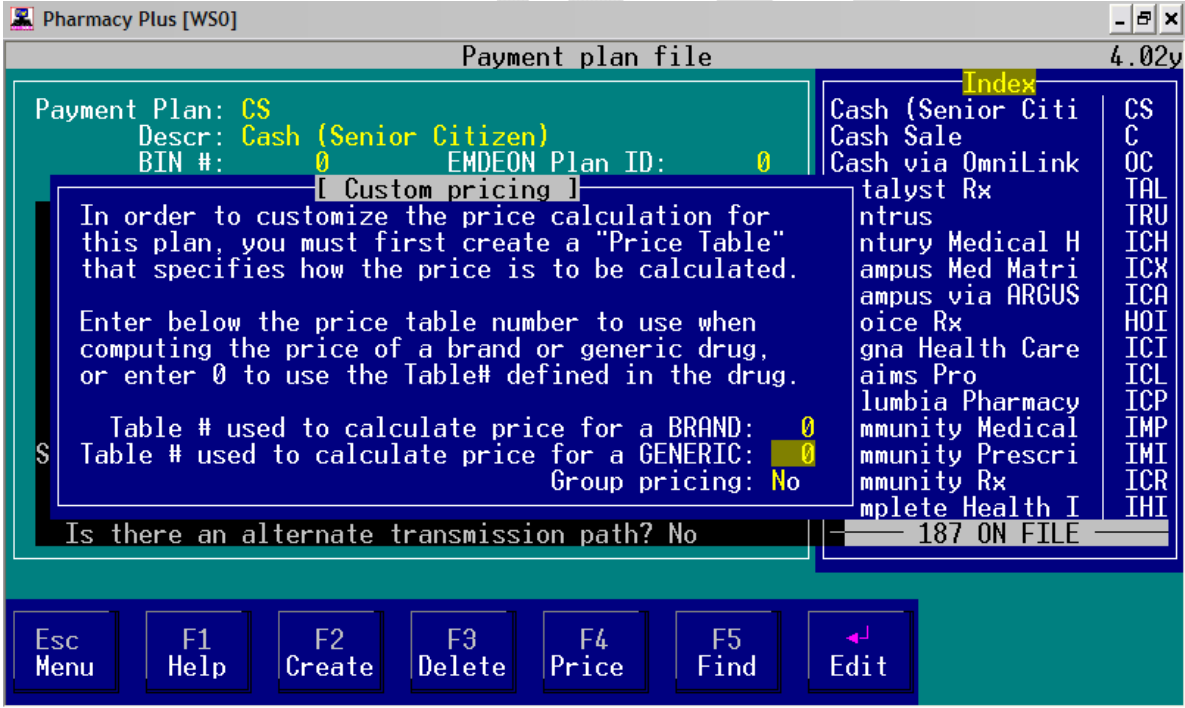 Pharmacy Plus [WS0]
Payment plan file 4.02y
Payment Plan: CS
Descr: Cash (Senior Citizen)
BIN #: 0 EMDEON Plan ID: 0
[ Custom pricing ]
In order to customize the price calculation for
this plan, you must first create a "Price Table"
that specifies how the price is to be calculated.
Enter below the price table number to use when
computing the price of a brand or generic drug,
or enter 0 to use the Table# defined in the drug.
Table # used to calculate price for a BRAND: 0
Table # used to calculate price for a GENERIC: 0
Group pricing: No
S
Is there an alternate transmission path? No
Index
Cash (Senior Citi CS
Cash Sale C
Cash via OmniLink OC
talyst Rx TAL
ntrus TRU
ntury Medical H ICH
ampus Med Matri ICX
ampus via ARGUS ICA
oice Rx HOI
gna Health Care ICI
aims Pro ICL
lumbia Pharmacy ICP
mmunity Medical IMP
mmunity Prescri IMI
mmunity Rx ICR
mplete Health I IHI
187 ON FILE
Esc Menu
F1 Help
F2 Create
F3 Delete
F4 Price
F5 Find
Edit